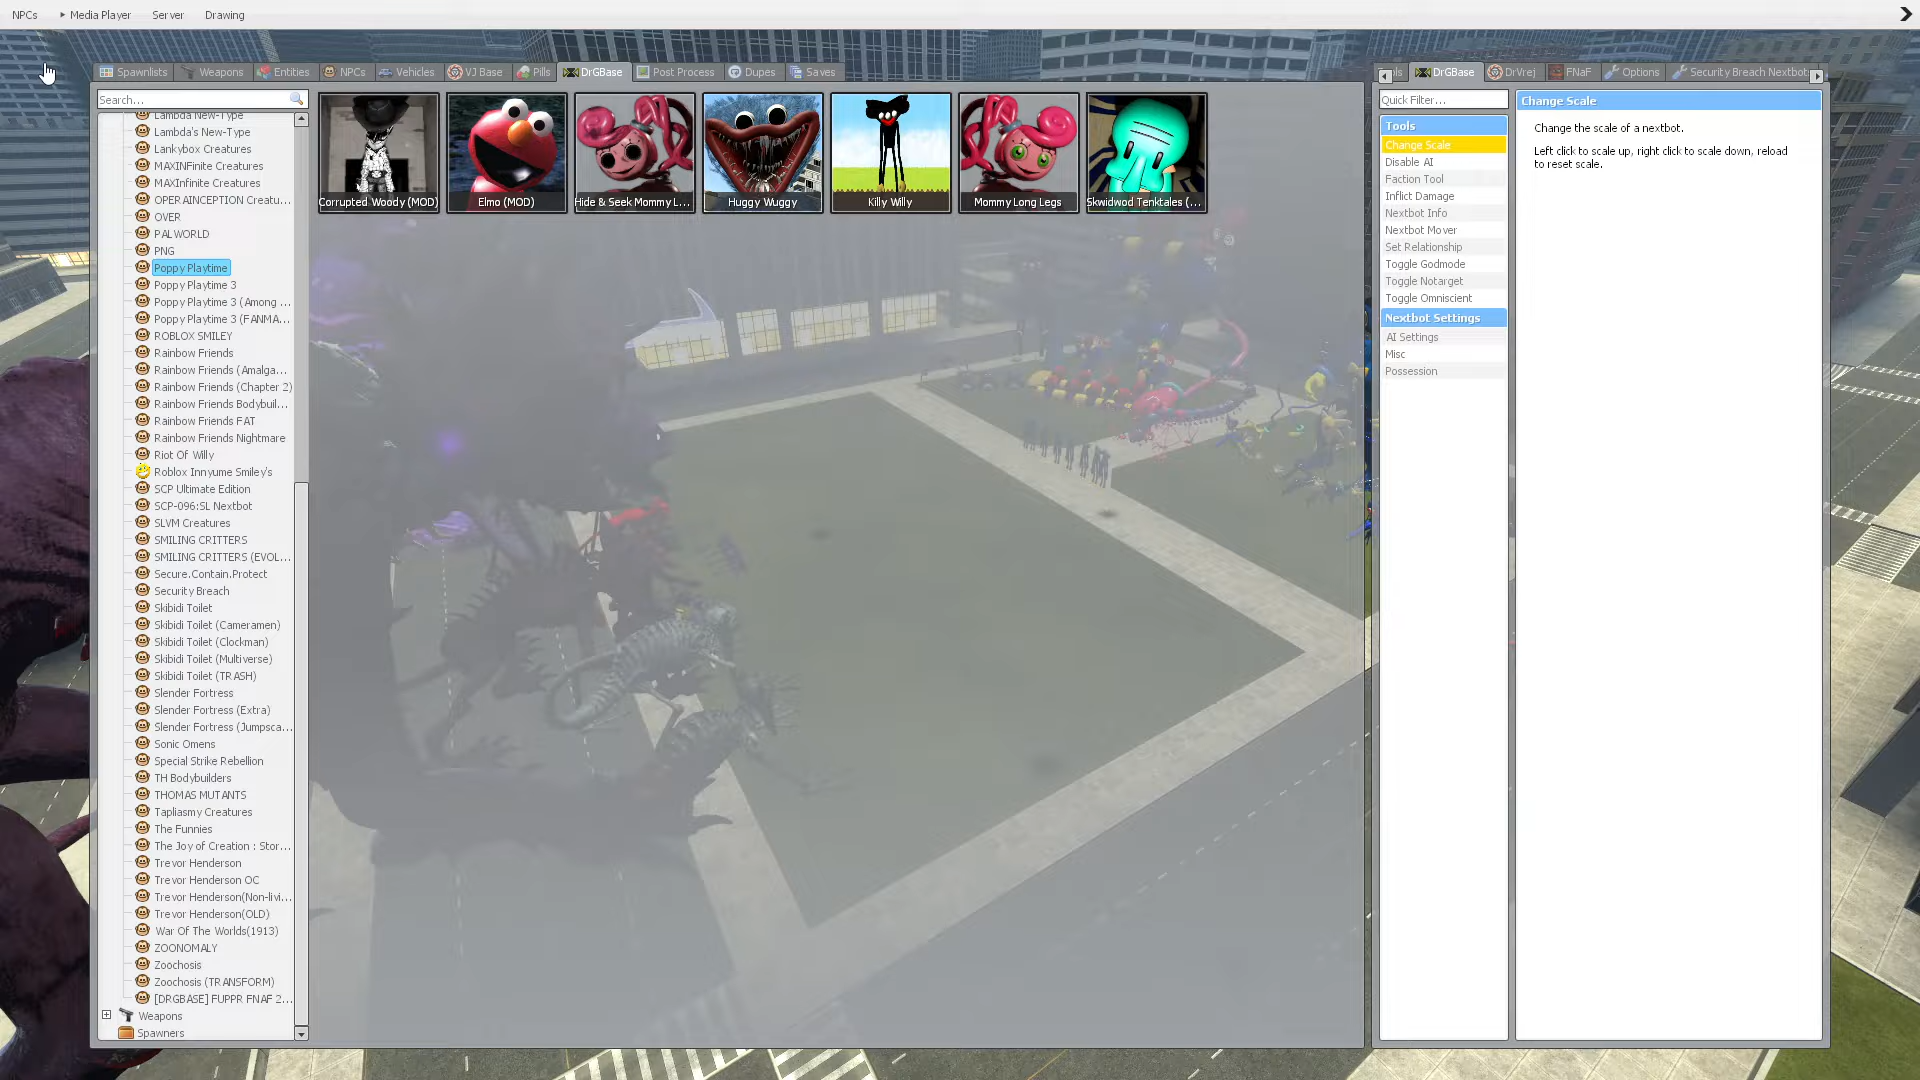 NPCs
Media Player
Server
Drawing
Spawnlists
Weapons
Entities
NPCs
Vehicles
VJ Base
Pills
DrGBase
Post Process
Dupes
Saves
DrGBase
DrVrej
FNaF
Options
Security Breach Nextbot
Search...
Lambda New-Type
Lambda's New-Type
Lankybox Creatures
MAXINFinite Creatures
MAXInfinite Creatures
OPERAINCEPTION Creatu...
OVER
PALWORLD
PNG
Poppy Playtime
Poppy Playtime 3
Poppy Playtime 3 (Among ...
Poppy Playtime 3 (FANMA...
ROBLOX SMILEY
Rainbow Friends
Rainbow Friends (Amalga...
Rainbow Friends (Chapter 2)
Rainbow Friends Bodybuil...
Rainbow Friends FAT
Rainbow Friends Nightmare
Riot Of Willy
Roblox Innyume Smiley's
SCP Ultimate Edition
SCP-096:SL Nextbot
SLVM Creatures
SMILING CRITTERS
SMILING CRITTERS (EVOL...
Secure.Contain.Protect
Security Breach
Skibidi Toilet
Skibidi Toilet (Cameramen)
Skibidi Toilet (Clockman)
Skibidi Toilet (Multiverse)
Skibidi Toilet (TRASH)
Slender Fortress
Slender Fortress (Extra)
Slender Fortress (Jumpsca...
Sonic Omens
Special Strike Rebellion
TH Bodybuilders
THOMAS MUTANTS
Tapliasmy Creatures
The Funnies
The Joy of Creation : Stor...
Trevor Henderson
Trevor Henderson OC
Trevor Henderson(Non-livi...
Trevor Henderson(OLD)
War Of The Worlds(1913)
ZOONOMALY
Zoochosis
Zoochosis (TRANSFORM)
[DRGBASE] FUPPR FNAF 2...
Weapons
Spawners
Corrupted Woody (MOD)
Elmo (MOD)
Hide & Seek Mommy L...
Huggy Wuggy
Killy Willy
Mommy Long Legs
Skwidwod Tenktales (...
Quick Filter...
Tools
Change Scale
Disable AI
Faction Tool
Inflict Damage
Nextbot Info
Nextbot Mover
Set Relationship
Toggle Godmode
Toggle Notarget
Toggle Omniscient
Nextbot Settings
AI Settings
Misc
Possession
Change Scale
Change the scale of a nextbot.
Left click to scale up, right click to scale down, reload
to reset scale.